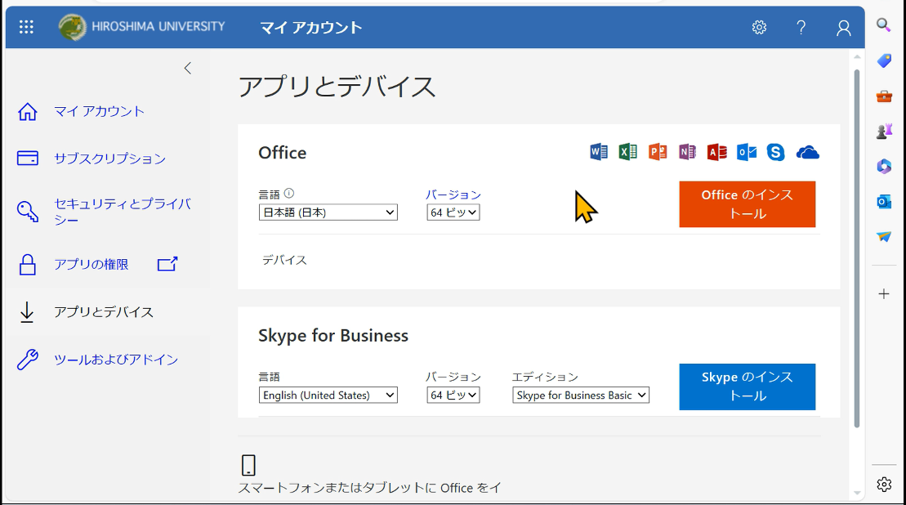 HIROSHIMA UNIVERSITY
マイ アカウント
?
マイ アカウント
サブスクリプション
セキュリティとプライバ
シー
アプリの権限
アプリとデバイス
ツールおよびアドイン
アプリとデバイス
Office
言語
バージョン
日本語 (日本)
64 ビッ
Office のインス
トール
デバイス
Skype for Business
言語
バージョン
エディション
English (United States)
64 ビッ
Skype for Business Basic
Skype のインス
トール
スマートフォンまたはタブレットに Office をイ